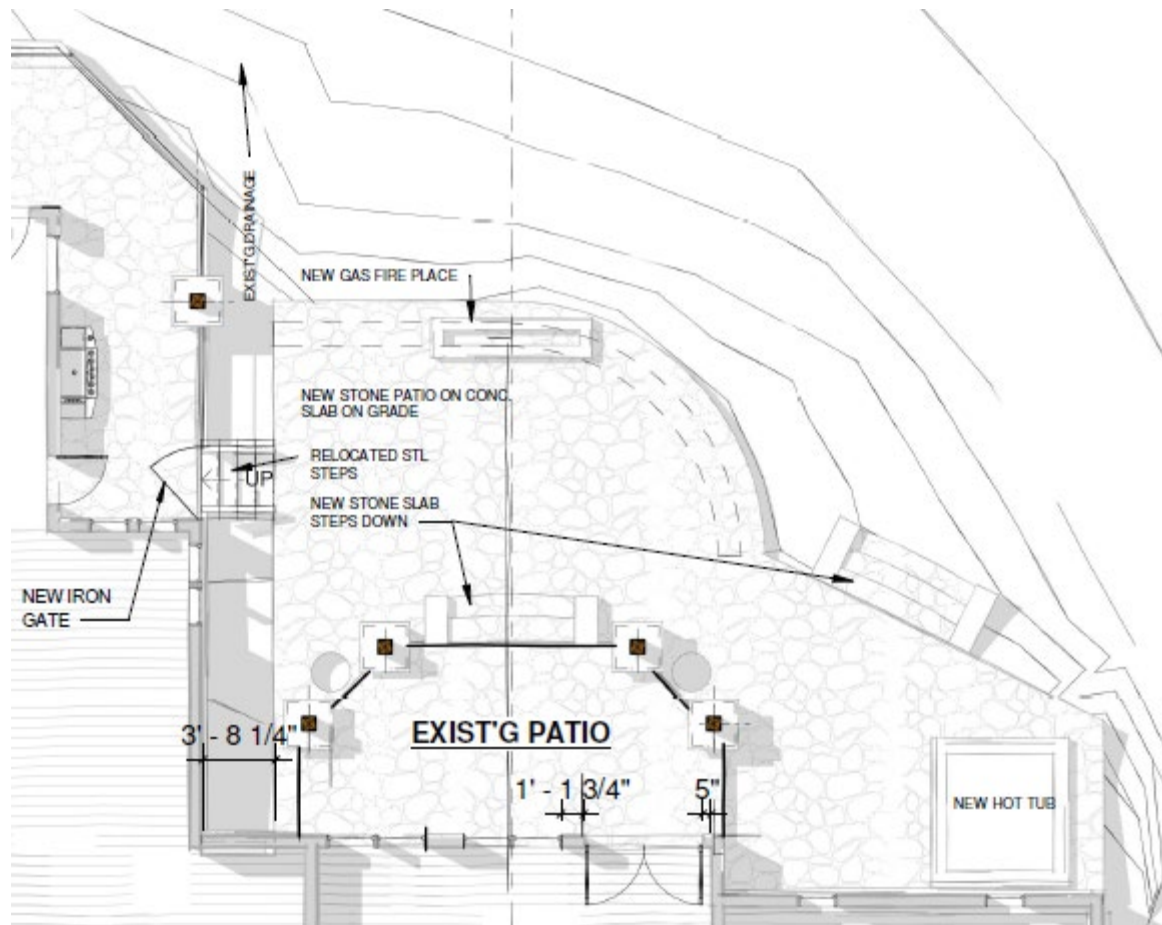 EXIST'G DRAINAGE
NEW GAS FIRE PLACE
NEW STONE PATIO ON CONC.
SLAB ON GRADE
RELOCATED STL
STEPS
UP
NEW STONE SLAB
STEPS DOWN
NEW IRON
GATE
3' - 8 1/4"
EXIST'G PATIO
1' - 1 3/4"
5"
NEW HOT TUB